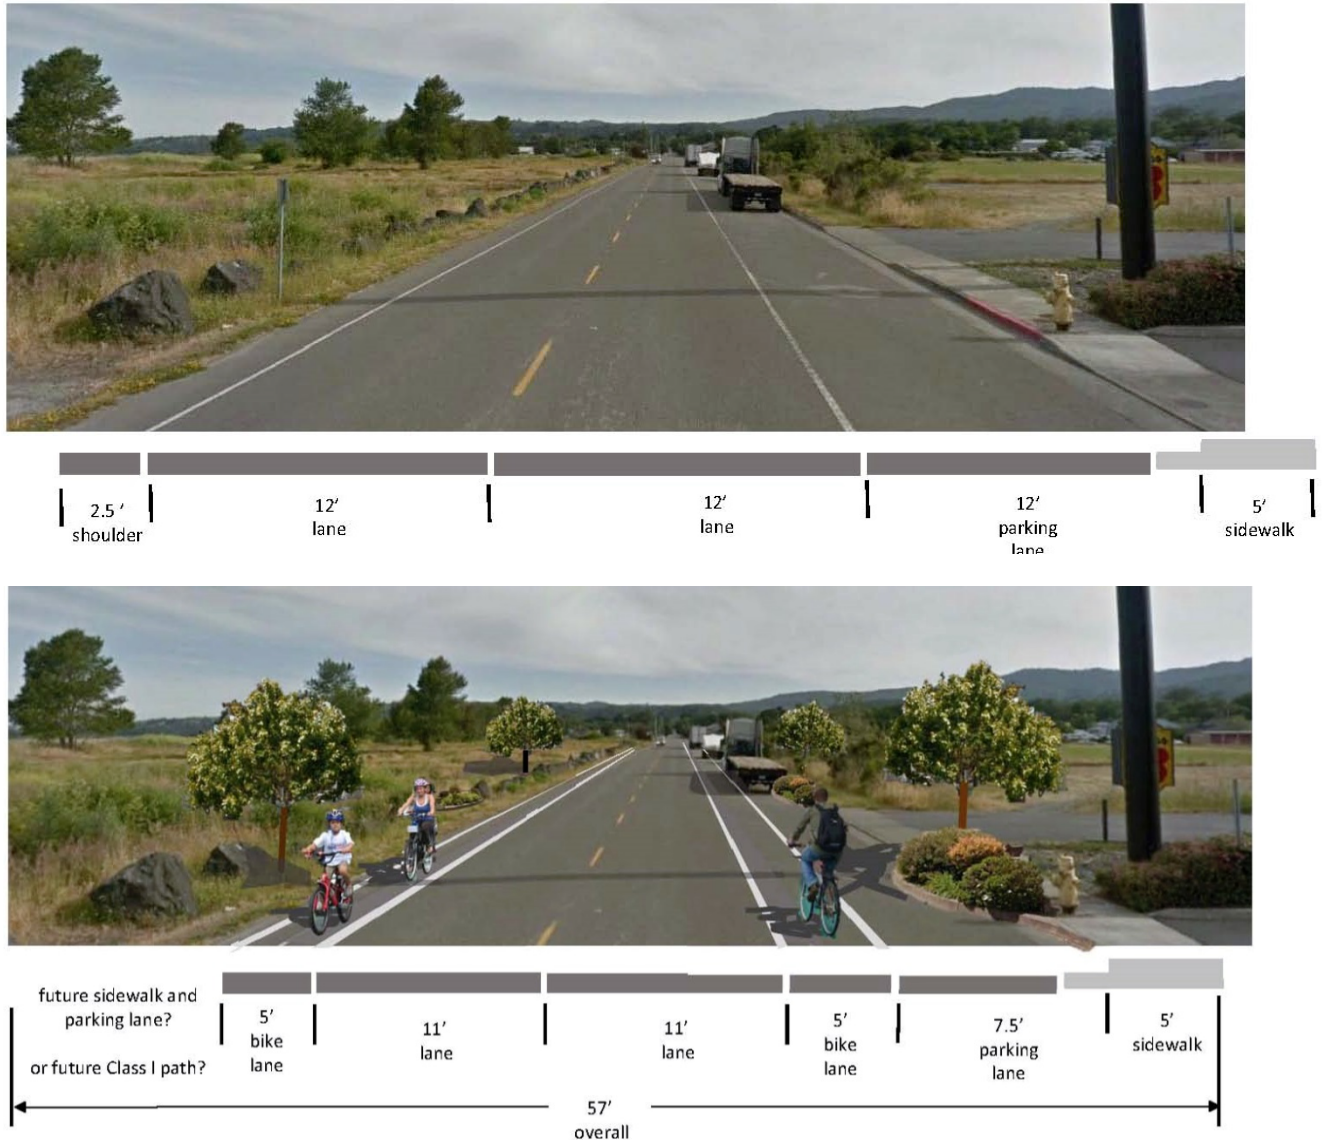 2.5 ′
shoulder
12′
lane
12′
lane
12′
parking
lane
5′
sidewalk
future sidewalk and
parking lane?
or future Class I path?
5′
bike
lane
11′
lane
11′
lane
5′
bike
lane
7.5′
parking
lane
5′
sidewalk
57′
overall